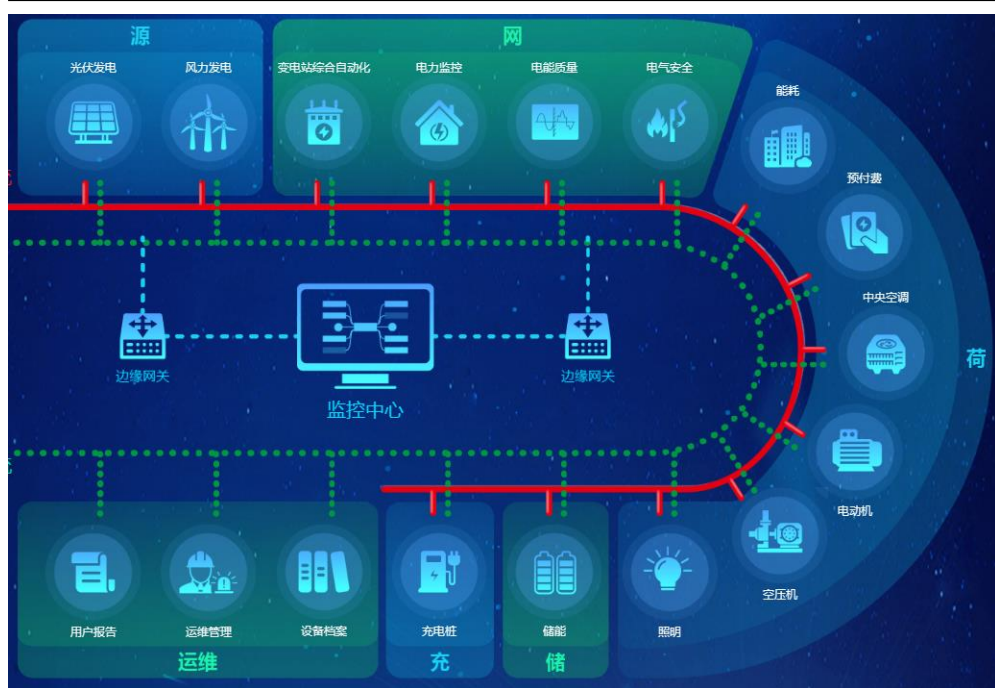 源
网
光伏发电
风力发电
变电站综合自动化
电力监控
电能质量
电气安全
能耗
预付费
中央空调
荷
电动机
空压机
边缘网关
监控中心
边缘网关
用户报告
运维管理
设备档案
充电桩
储能
照明
运维
充
储